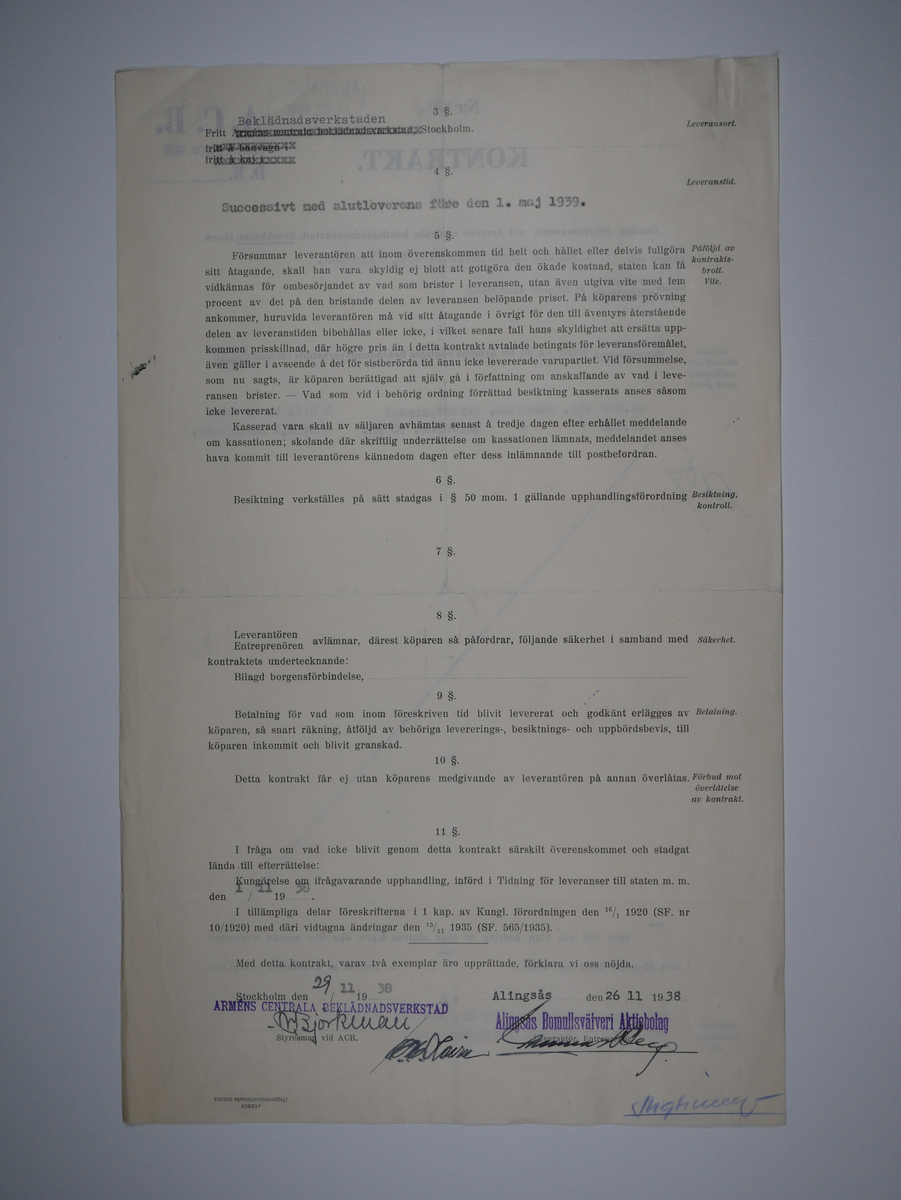 3 §.
Beklädnadsverkstaden
Fritt Arméns centrala beklädnadsverkstad, Stockholm. Leveransort.
fritt å banvagn i
fritt å kaj i
4 §.
Leveranstid.
Successivt med slutleverans före den 1. maj 1939.
5 §.
Försummar leverantören att inom överenskommen tid helt och hållet eller delvis fullgöra Påföljd av
sitt åtagande, skall han vara skyldig ej blott att gottgöra den ökade kostnad, staten kan få kontrakts-
vidkännas för ombesörjandet av vad som brister i leveransen, utan även utgiva vite med fem brott.
procent av det på den bristande delen av leveransen belöpande priset. På köparens prövning Vite.
ankommer, huruvida leverantören må vid sitt åtagande i övrigt för den till äventyrs återstående
delen av leveranstiden bibehållas eller icke, i vilket senare fall hans skyldighet att ersätta upp-
kommen prisskillnad, där högre pris än i detta kontrakt avtalade betingats för leveransföremålet,
även gäller i avseende å det för sistberörda tid ännu icke levererade varupartiet. Vid försummelse,
som nu sagts, är köparen berättigad att själv gå i författning om anskaffande av vad i leve-
ransen brister. — Vad som vid i behörig ordning förrättad besiktning kasserats anses såsom
icke levererat.
Kasserad vara skall av säljaren avhämtas senast å tredje dagen efter erhållet meddelande
om kassationen; skolande där skriftlig underrättelse om kassationen lämnats, meddelandet anses
hava kommit till leverantörens kännedom dagen efter dess inlämnande till postbefordran.
6 §.
Besiktning verkställes på sätt stadgas i § 50 mom. 1 gällande upphandlingsförordning Besiktning,
kontroll.
7 §.
8 §.
Leverantören
Entreprenören avlämnar, därest köparen så påfordrar, följande säkerhet i samband med Säkerhet.
kontraktets undertecknande:
Bilagd borgensförbindelse,
9 §.
Betalning för vad som inom föreskriven tid blivit levererat och godkänt erlägges av Betalning.
köparen, så snart räkning, åtföljd av behöriga levererings-, besiktnings- och uppbördsbevis, till
köparen inkommit och blivit granskad.
10 §.
Detta kontrakt får ej utan köparens medgivande av leverantören på annan överlåtas. Förbud mot
överlåtelse
av kontrakt.
11 §.
I fråga om vad icke blivit genom detta kontrakt särskilt överenskommet och stadgat
lända till efterrättelse:
Kungörelse om ifrågavarande upphandling, införd i Tidning för leveranser till staten m. m.
den 1/11 19 38.
I tillämpliga delar föreskrifterna i 1 kap. av Kungl. förordningen den 16/1 1920 (SF. nr
10/1920) med däri vidtagna ändringar den 15/11 1935 (SF. 565/1935).
Med detta kontrakt, varav två exemplar äro upprättade, förklara vi oss nöjda.
Stockholm den 29/11 19 38 Alingsås den 26 11 1938.
ARMÉNS CENTRALA BEKLÄDNADSVERKSTAD Alingsås Bomullsväfveri Aktiebolag
Björkman
Styresman vid ACB.
STATENS REPRODUKTIONSANSTALT